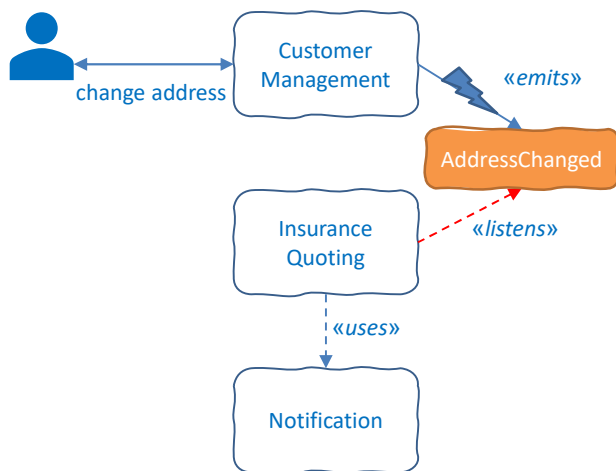 Customer
Management
change address
«emits»
AddressChanged
Insurance
Quoting
«listens»
«uses»
Notification